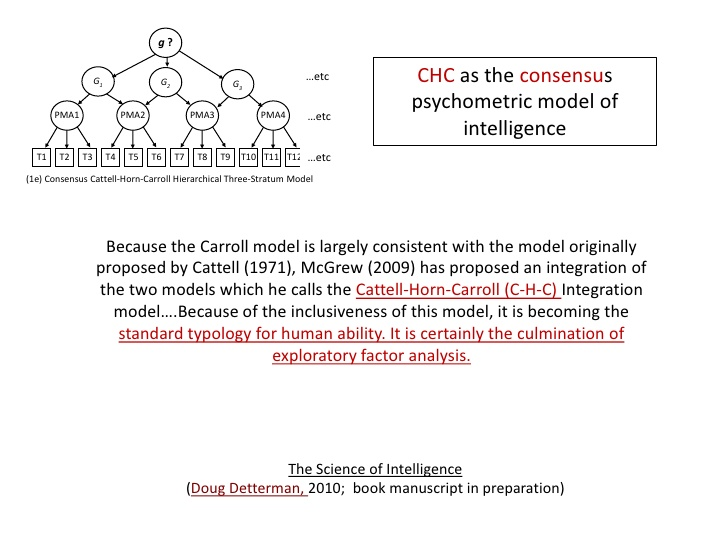 g ?
G1 G2 G3 …etc
PMA1 PMA2 PMA3 PMA4 …etc
T1 T2 T3 T4 T5 T6 T7 T8 T9 T10 T11 T12 …etc
(1e) Consensus Cattell-Horn-Carroll Hierarchical Three-Stratum Model
CHC as the consensus
psychometric model of
intelligence
Because the Carroll model is largely consistent with the model originally
proposed by Cattell (1971), McGrew (2009) has proposed an integration of
the two models which he calls the Cattell-Horn-Carroll (C-H-C) Integration
model….Because of the inclusiveness of this model, it is becoming the
standard typology for human ability. It is certainly the culmination of
exploratory factor analysis.
The Science of Intelligence
(Doug Detterman, 2010;  book manuscript in preparation)